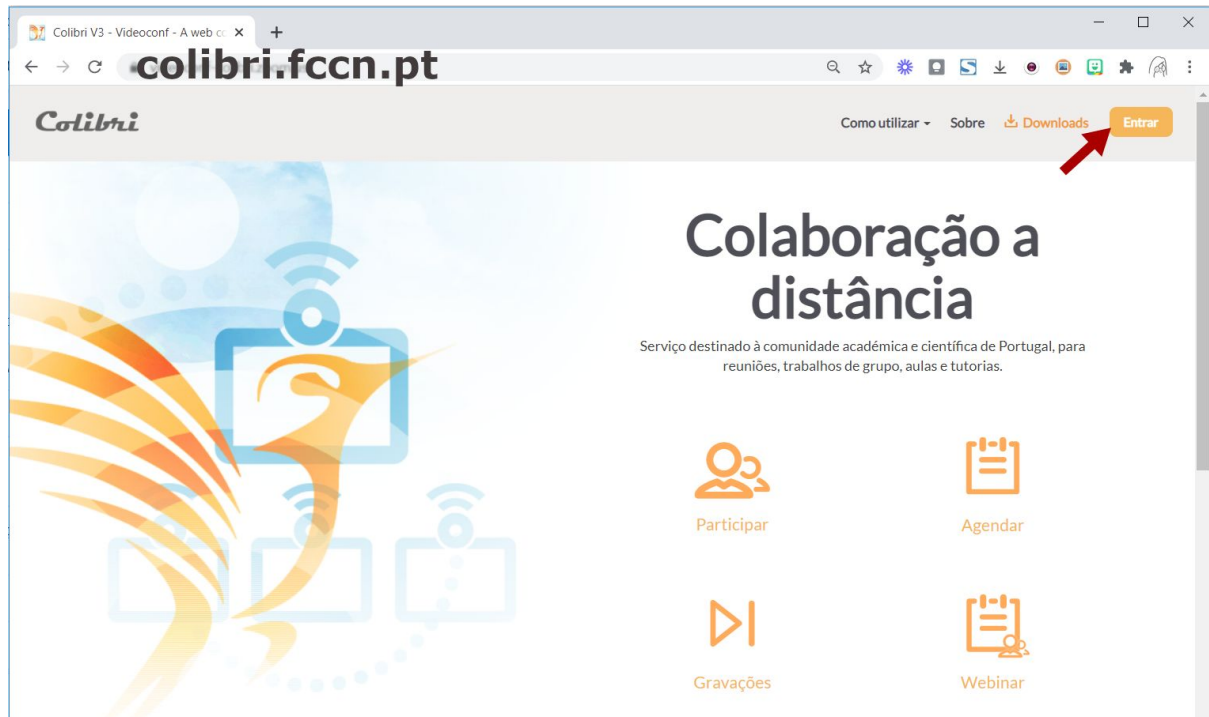 Colibri V3 - Videoconf - A web c
colibri.fccn.pt
Colibri
Como utilizar Sobre Downloads Entrar
Colaboração a
distância
Serviço destinado à comunidade académica e científica de Portugal, para
reuniões, trabalhos de grupo, aulas e tutorias.
Participar Agendar
Gravações Webinar